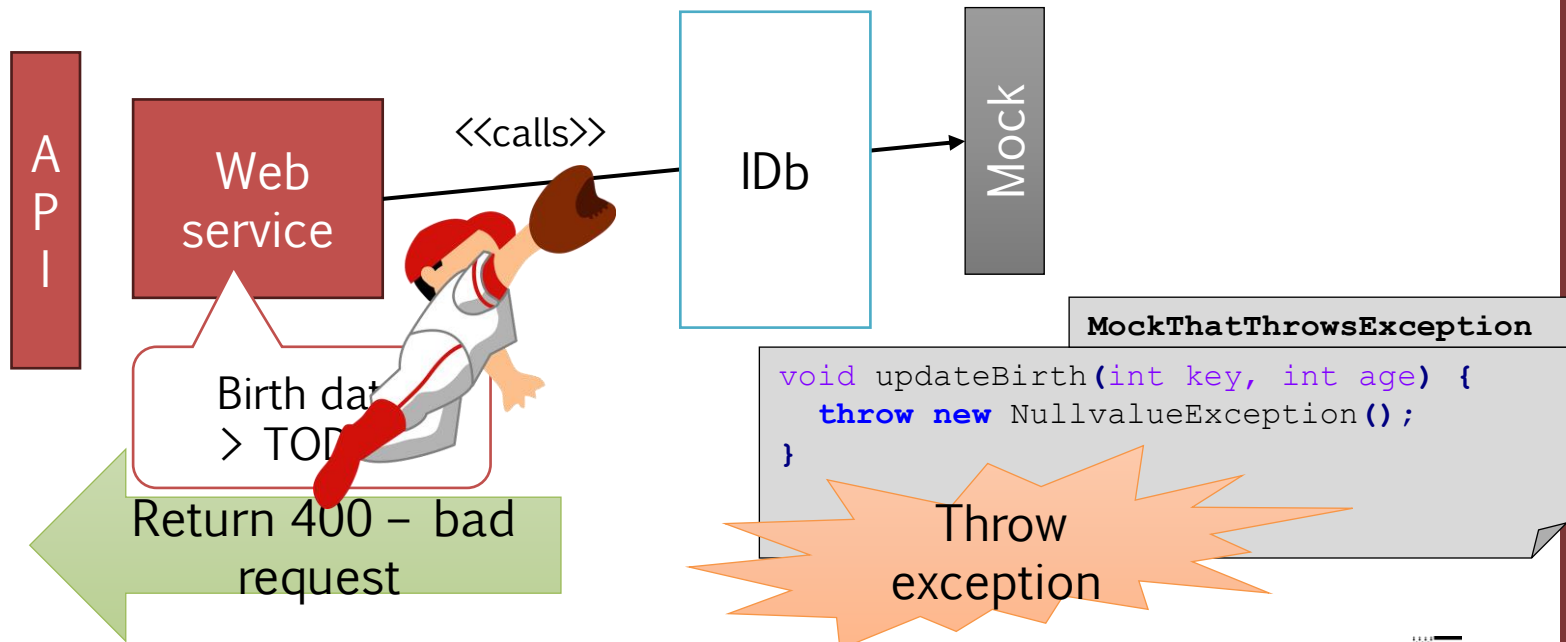 A
P
I
Web
service
<<calls>>
IDb
Mock
Birth
>
Return 400 – bad
request
MockThatThrowsException
void updateBirth(int key, int age) {
throw new NullvalueException();
}
Throw
exception